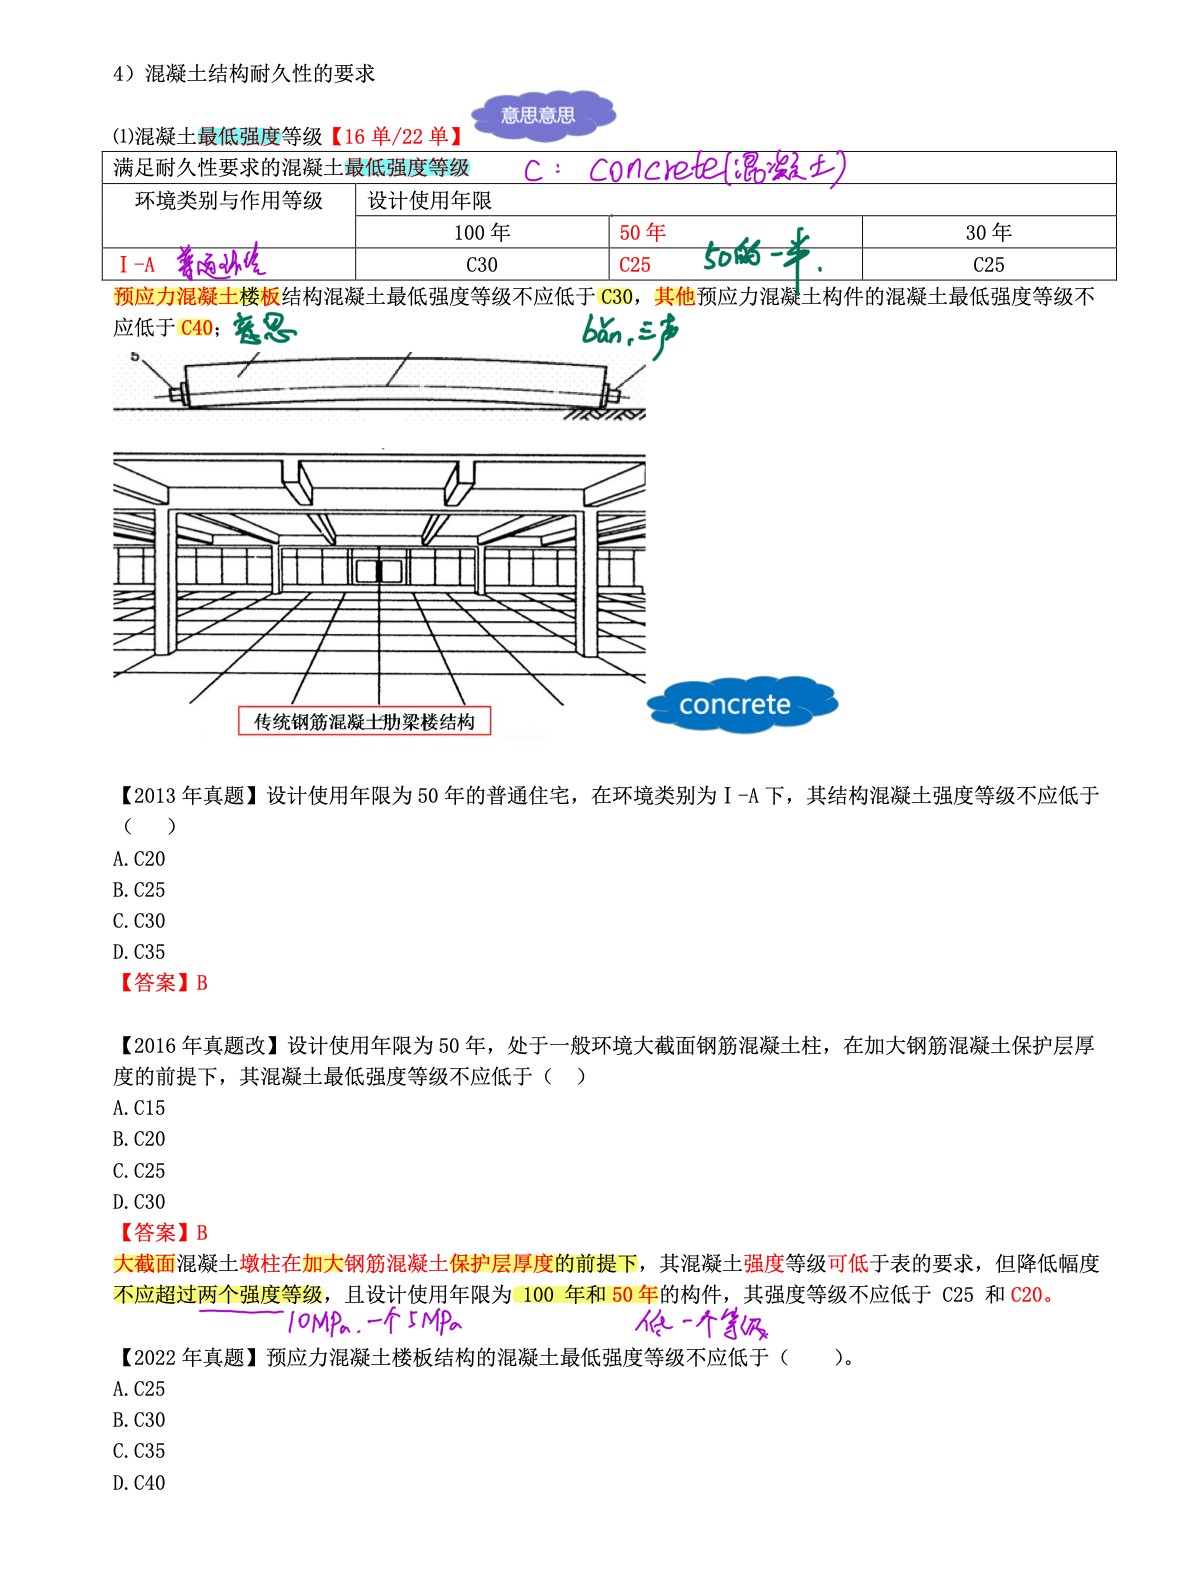 4）混凝土结构耐久性的要求
意思意思
⑴混凝土最低强度等级【16 单/22 单】
满足耐久性要求的混凝土最低强度等级 C：concrete(混凝土)
环境类别与作用等级 设计使用年限
100 年 50 年 30 年
Ⅰ-A C30 C25 50的一半. C25
预应力混凝土楼板结构混凝土最低强度等级不应低于 C30，其他预应力混凝土构件的混凝土最低强度等级不
应低于 C40；意思 bǎn,三声
5
传统钢筋混凝土肋梁楼结构
concrete
【2013 年真题】设计使用年限为 50 年的普通住宅，在环境类别为Ⅰ-A 下，其结构混凝土强度等级不应低于
（ ）
A.C20
B.C25
C.C30
D.C35
【答案】B
【2016 年真题改】设计使用年限为 50 年，处于一般环境大截面钢筋混凝土柱，在加大钢筋混凝土保护层厚
度的前提下，其混凝土最低强度等级不应低于（ ）
A.C15
B.C20
C.C25
D.C30
【答案】B
大截面混凝土墩柱在加大钢筋混凝土保护层厚度的前提下，其混凝土强度等级可低于表的要求，但降低幅度
不应超过两个强度等级，且设计使用年限为 100 年和 50 年的构件，其强度等级不应低于 C25 和 C20。
10MPa.一个5MPa 低一个等级
【2022 年真题】预应力混凝土楼板结构的混凝土最低强度等级不应低于（ ）。
A.C25
B.C30
C.C35
D.C40